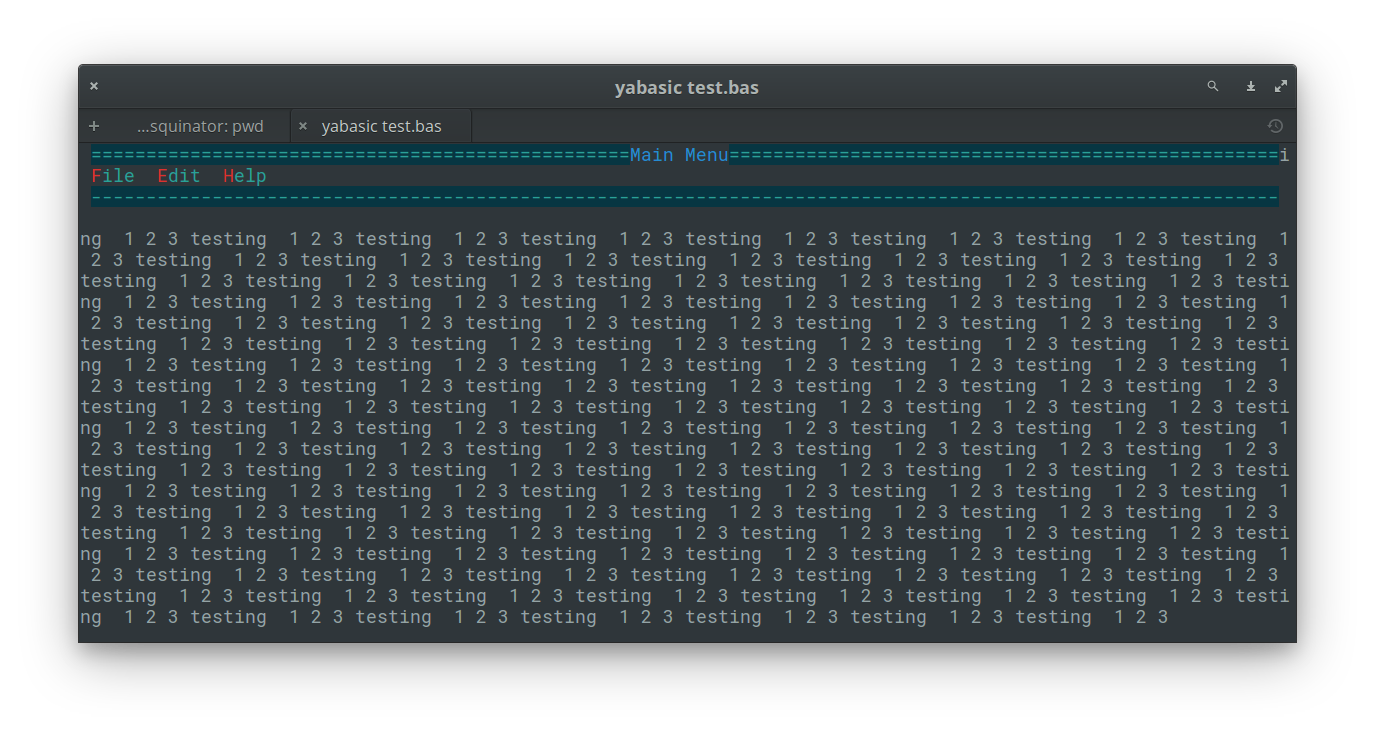 yabasic test.bas
...squinator: pwd
yabasic test.bas
=================================================Main Menu==================================================i
File  Edit  Help
------------------------------------------------------------------------------------------------------------
ng  1 2 3 testing  1 2 3 testing  1 2 3 testing  1 2 3 testing  1 2 3 testing  1 2 3 testing  1 2 3 testing  1
 2 3 testing  1 2 3 testing  1 2 3 testing  1 2 3 testing  1 2 3 testing  1 2 3 testing  1 2 3 testing  1 2 3
testing  1 2 3 testing  1 2 3 testing  1 2 3 testing  1 2 3 testing  1 2 3 testing  1 2 3 testing  1 2 3 testi
ng  1 2 3 testing  1 2 3 testing  1 2 3 testing  1 2 3 testing  1 2 3 testing  1 2 3 testing  1 2 3 testing  1
 2 3 testing  1 2 3 testing  1 2 3 testing  1 2 3 testing  1 2 3 testing  1 2 3 testing  1 2 3 testing  1 2 3
testing  1 2 3 testing  1 2 3 testing  1 2 3 testing  1 2 3 testing  1 2 3 testing  1 2 3 testing  1 2 3 testi
ng  1 2 3 testing  1 2 3 testing  1 2 3 testing  1 2 3 testing  1 2 3 testing  1 2 3 testing  1 2 3 testing  1
 2 3 testing  1 2 3 testing  1 2 3 testing  1 2 3 testing  1 2 3 testing  1 2 3 testing  1 2 3 testing  1 2 3
testing  1 2 3 testing  1 2 3 testing  1 2 3 testing  1 2 3 testing  1 2 3 testing  1 2 3 testing  1 2 3 testi
ng  1 2 3 testing  1 2 3 testing  1 2 3 testing  1 2 3 testing  1 2 3 testing  1 2 3 testing  1 2 3 testing  1
 2 3 testing  1 2 3 testing  1 2 3 testing  1 2 3 testing  1 2 3 testing  1 2 3 testing  1 2 3 testing  1 2 3
testing  1 2 3 testing  1 2 3 testing  1 2 3 testing  1 2 3 testing  1 2 3 testing  1 2 3 testing  1 2 3 testi
ng  1 2 3 testing  1 2 3 testing  1 2 3 testing  1 2 3 testing  1 2 3 testing  1 2 3 testing  1 2 3 testing  1
 2 3 testing  1 2 3 testing  1 2 3 testing  1 2 3 testing  1 2 3 testing  1 2 3 testing  1 2 3 testing  1 2 3
testing  1 2 3 testing  1 2 3 testing  1 2 3 testing  1 2 3 testing  1 2 3 testing  1 2 3 testing  1 2 3 testi
ng  1 2 3 testing  1 2 3 testing  1 2 3 testing  1 2 3 testing  1 2 3 testing  1 2 3 testing  1 2 3 testing  1
 2 3 testing  1 2 3 testing  1 2 3 testing  1 2 3 testing  1 2 3 testing  1 2 3 testing  1 2 3 testing  1 2 3
testing  1 2 3 testing  1 2 3 testing  1 2 3 testing  1 2 3 testing  1 2 3 testing  1 2 3 testing  1 2 3 testi
ng  1 2 3 testing  1 2 3 testing  1 2 3 testing  1 2 3 testing  1 2 3 testing  1 2 3 testing  1 2 3